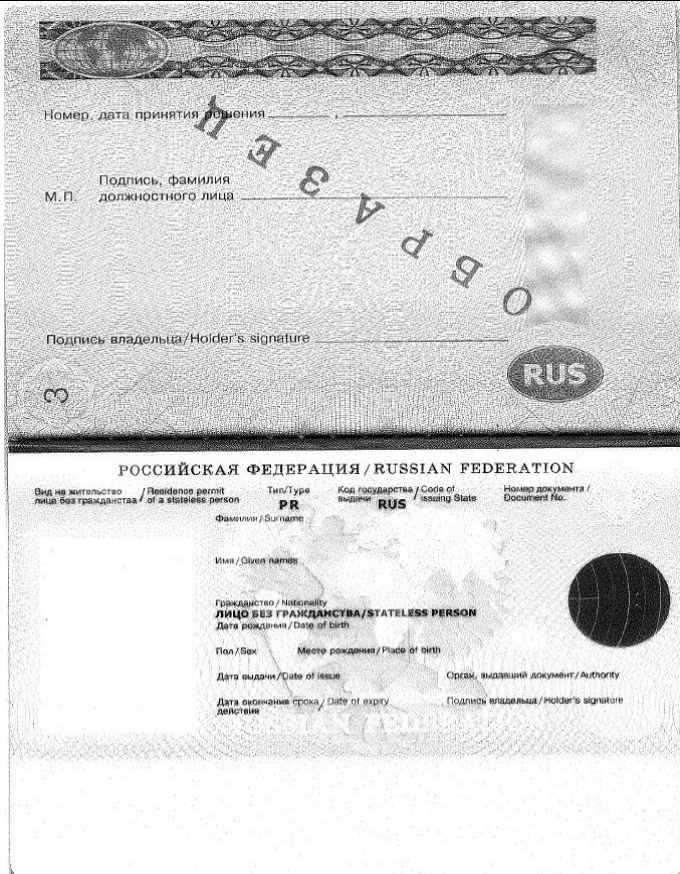 Номер, дата принятия решения ________ , ________________
ОБРАЗЕЦ
Подпись, фамилия
М.П. должностного лица ________________
Подпись владельца/Holder's signature ________________
3
RUS
РОССИЙСКАЯ ФЕДЕРАЦИЯ/RUSSIAN FEDERATION
Вид на жительство / Residence permit Тип/Type Код государства / Code of Номер документа /
лица без гражданства / of a stateless person PR выдачи RUS issuing State Document No.
Фамилия/Surname
Имя/Given names
Гражданство/Nationality
ЛИЦО БЕЗ ГРАЖДАНСТВА/STATELESS PERSON
Дата рождения/Date of birth
Пол/Sex Место рождения/Place of birth
Дата выдачи/Date of issue Орган, выдавший документ/Authority
Дата окончания срока / Date of expiry Подпись владельца/Holder's signature
действия